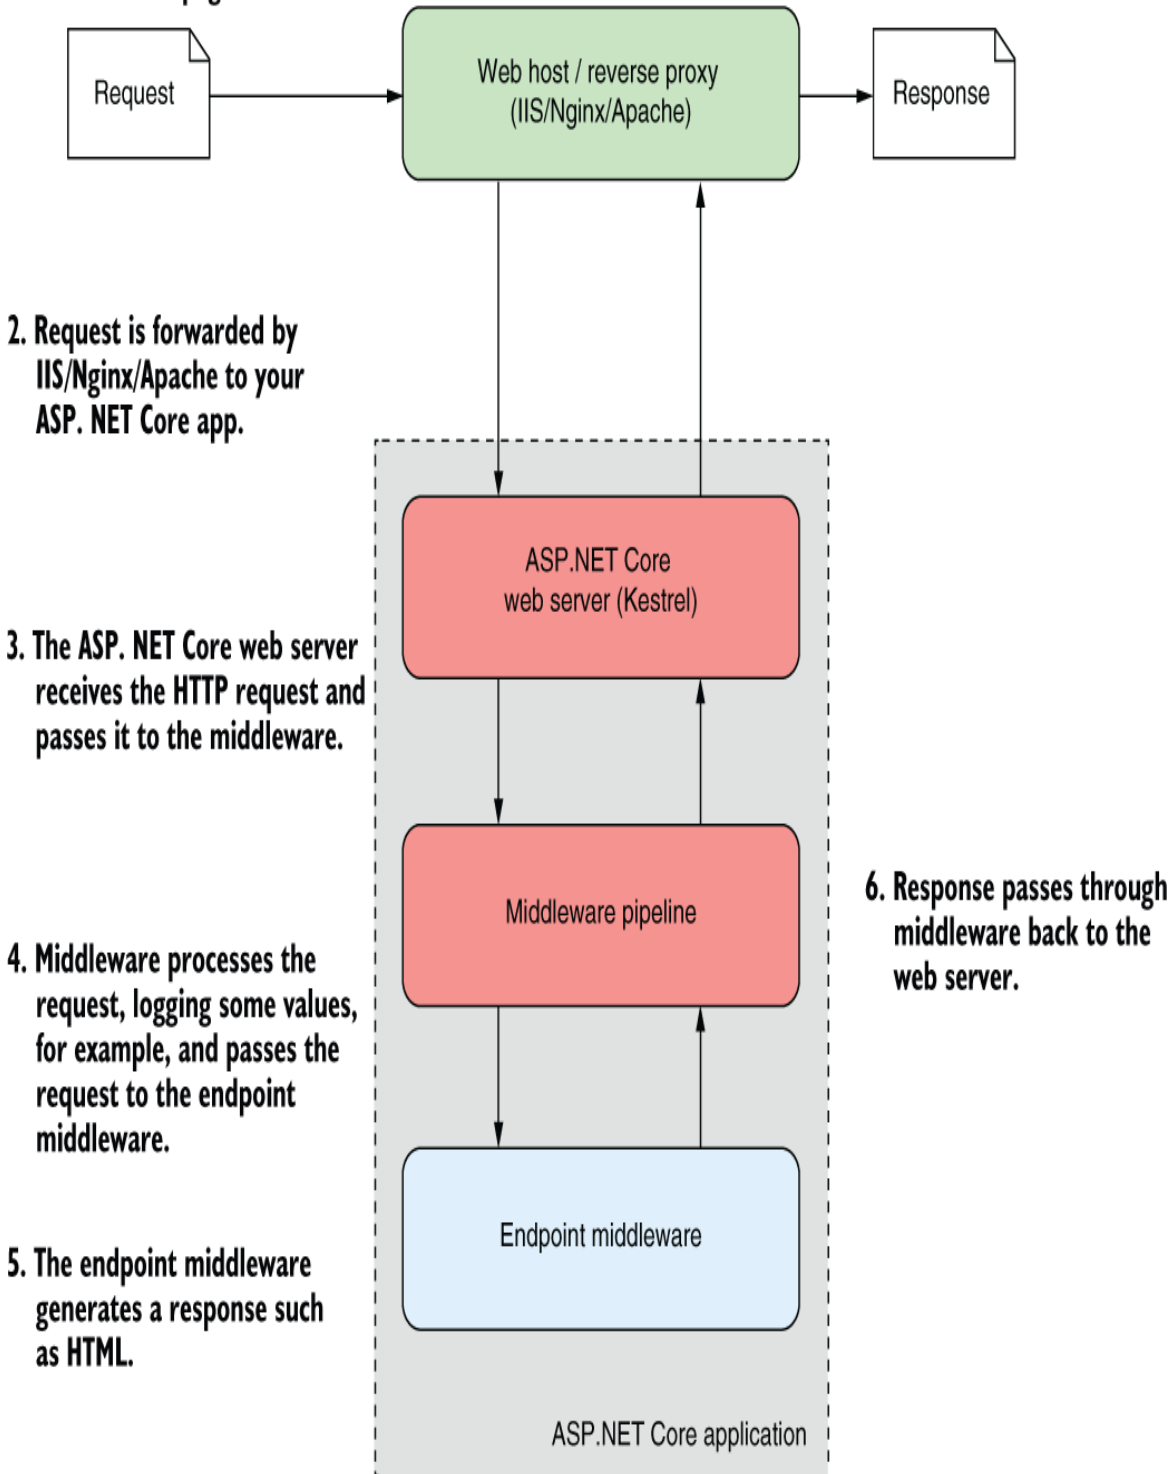 Request
Web host / reverse proxy
(IIS/Nginx/Apache)
Response
2. Request is forwarded by
IIS/Nginx/Apache to your
ASP. NET Core app.
ASP.NET Core
web server (Kestrel)
3. The ASP. NET Core web server
receives the HTTP request and
passes it to the middleware.
Middleware pipeline
6. Response passes through
middleware back to the
web server.
4. Middleware processes the
request, logging some values,
for example, and passes the
request to the endpoint
middleware.
Endpoint middleware
5. The endpoint middleware
generates a response such
as HTML.
ASP.NET Core application